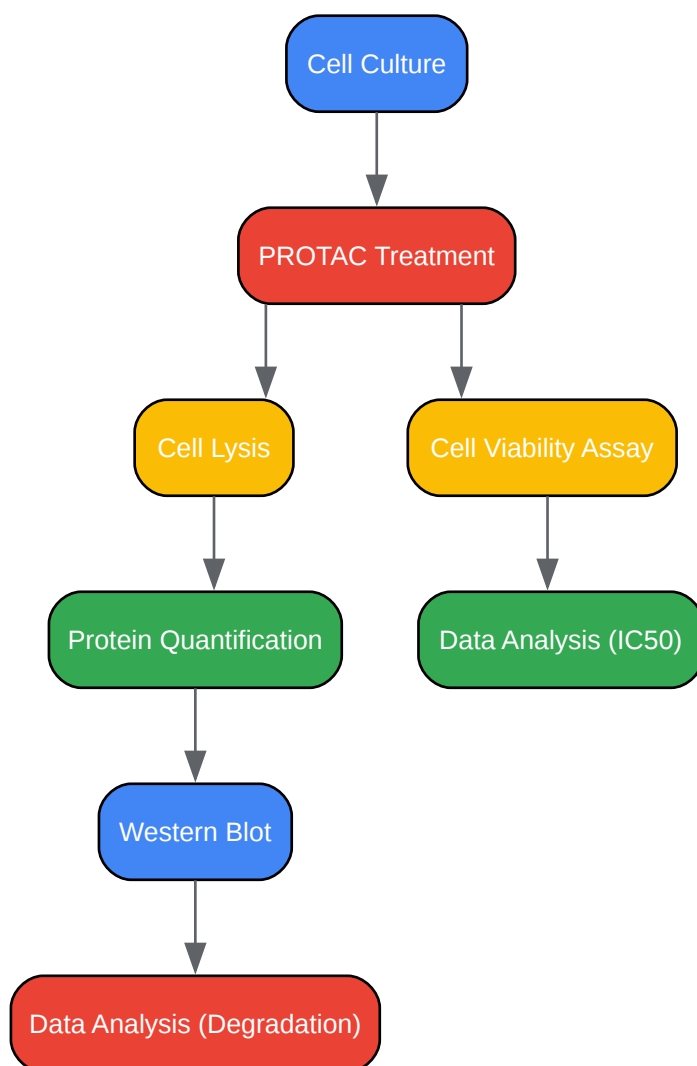 Cell Culture
PROTAC Treatment
Cell Lysis
Cell Viability Assay
Protein Quantification
Data Analysis (IC50)
Western Blot
Data Analysis (Degradation)